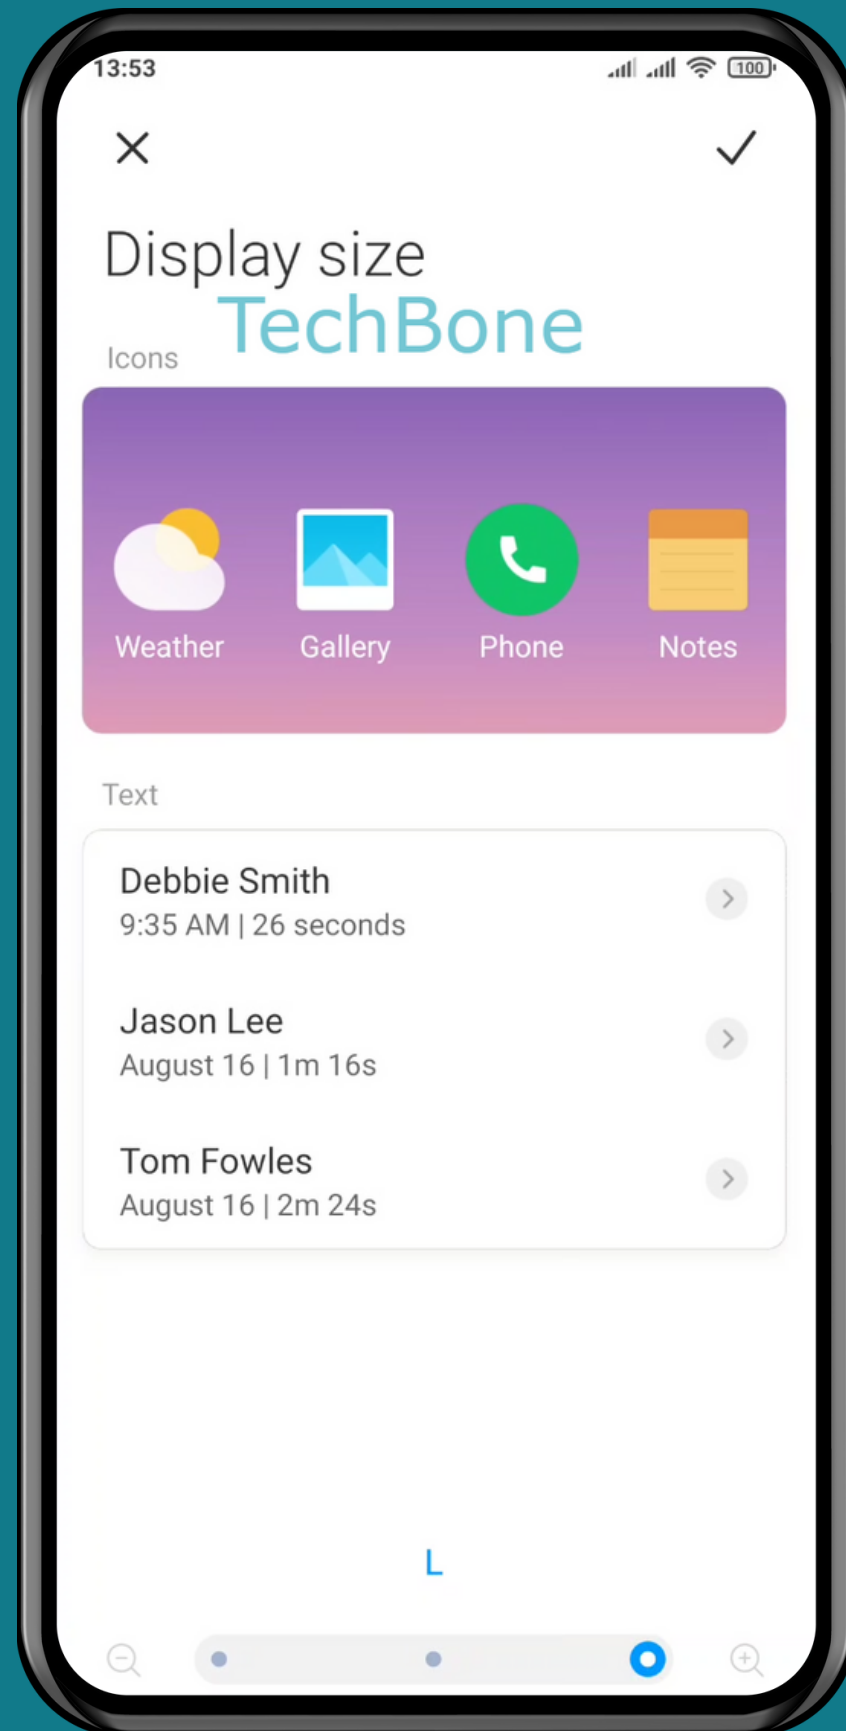 13:53
100
Display size
TechBone
Icons
Weather Gallery Phone Notes
Text
Debbie Smith
9:35 AM | 26 seconds
Jason Lee
August 16 | 1m 16s
Tom Fowles
August 16 | 2m 24s
L